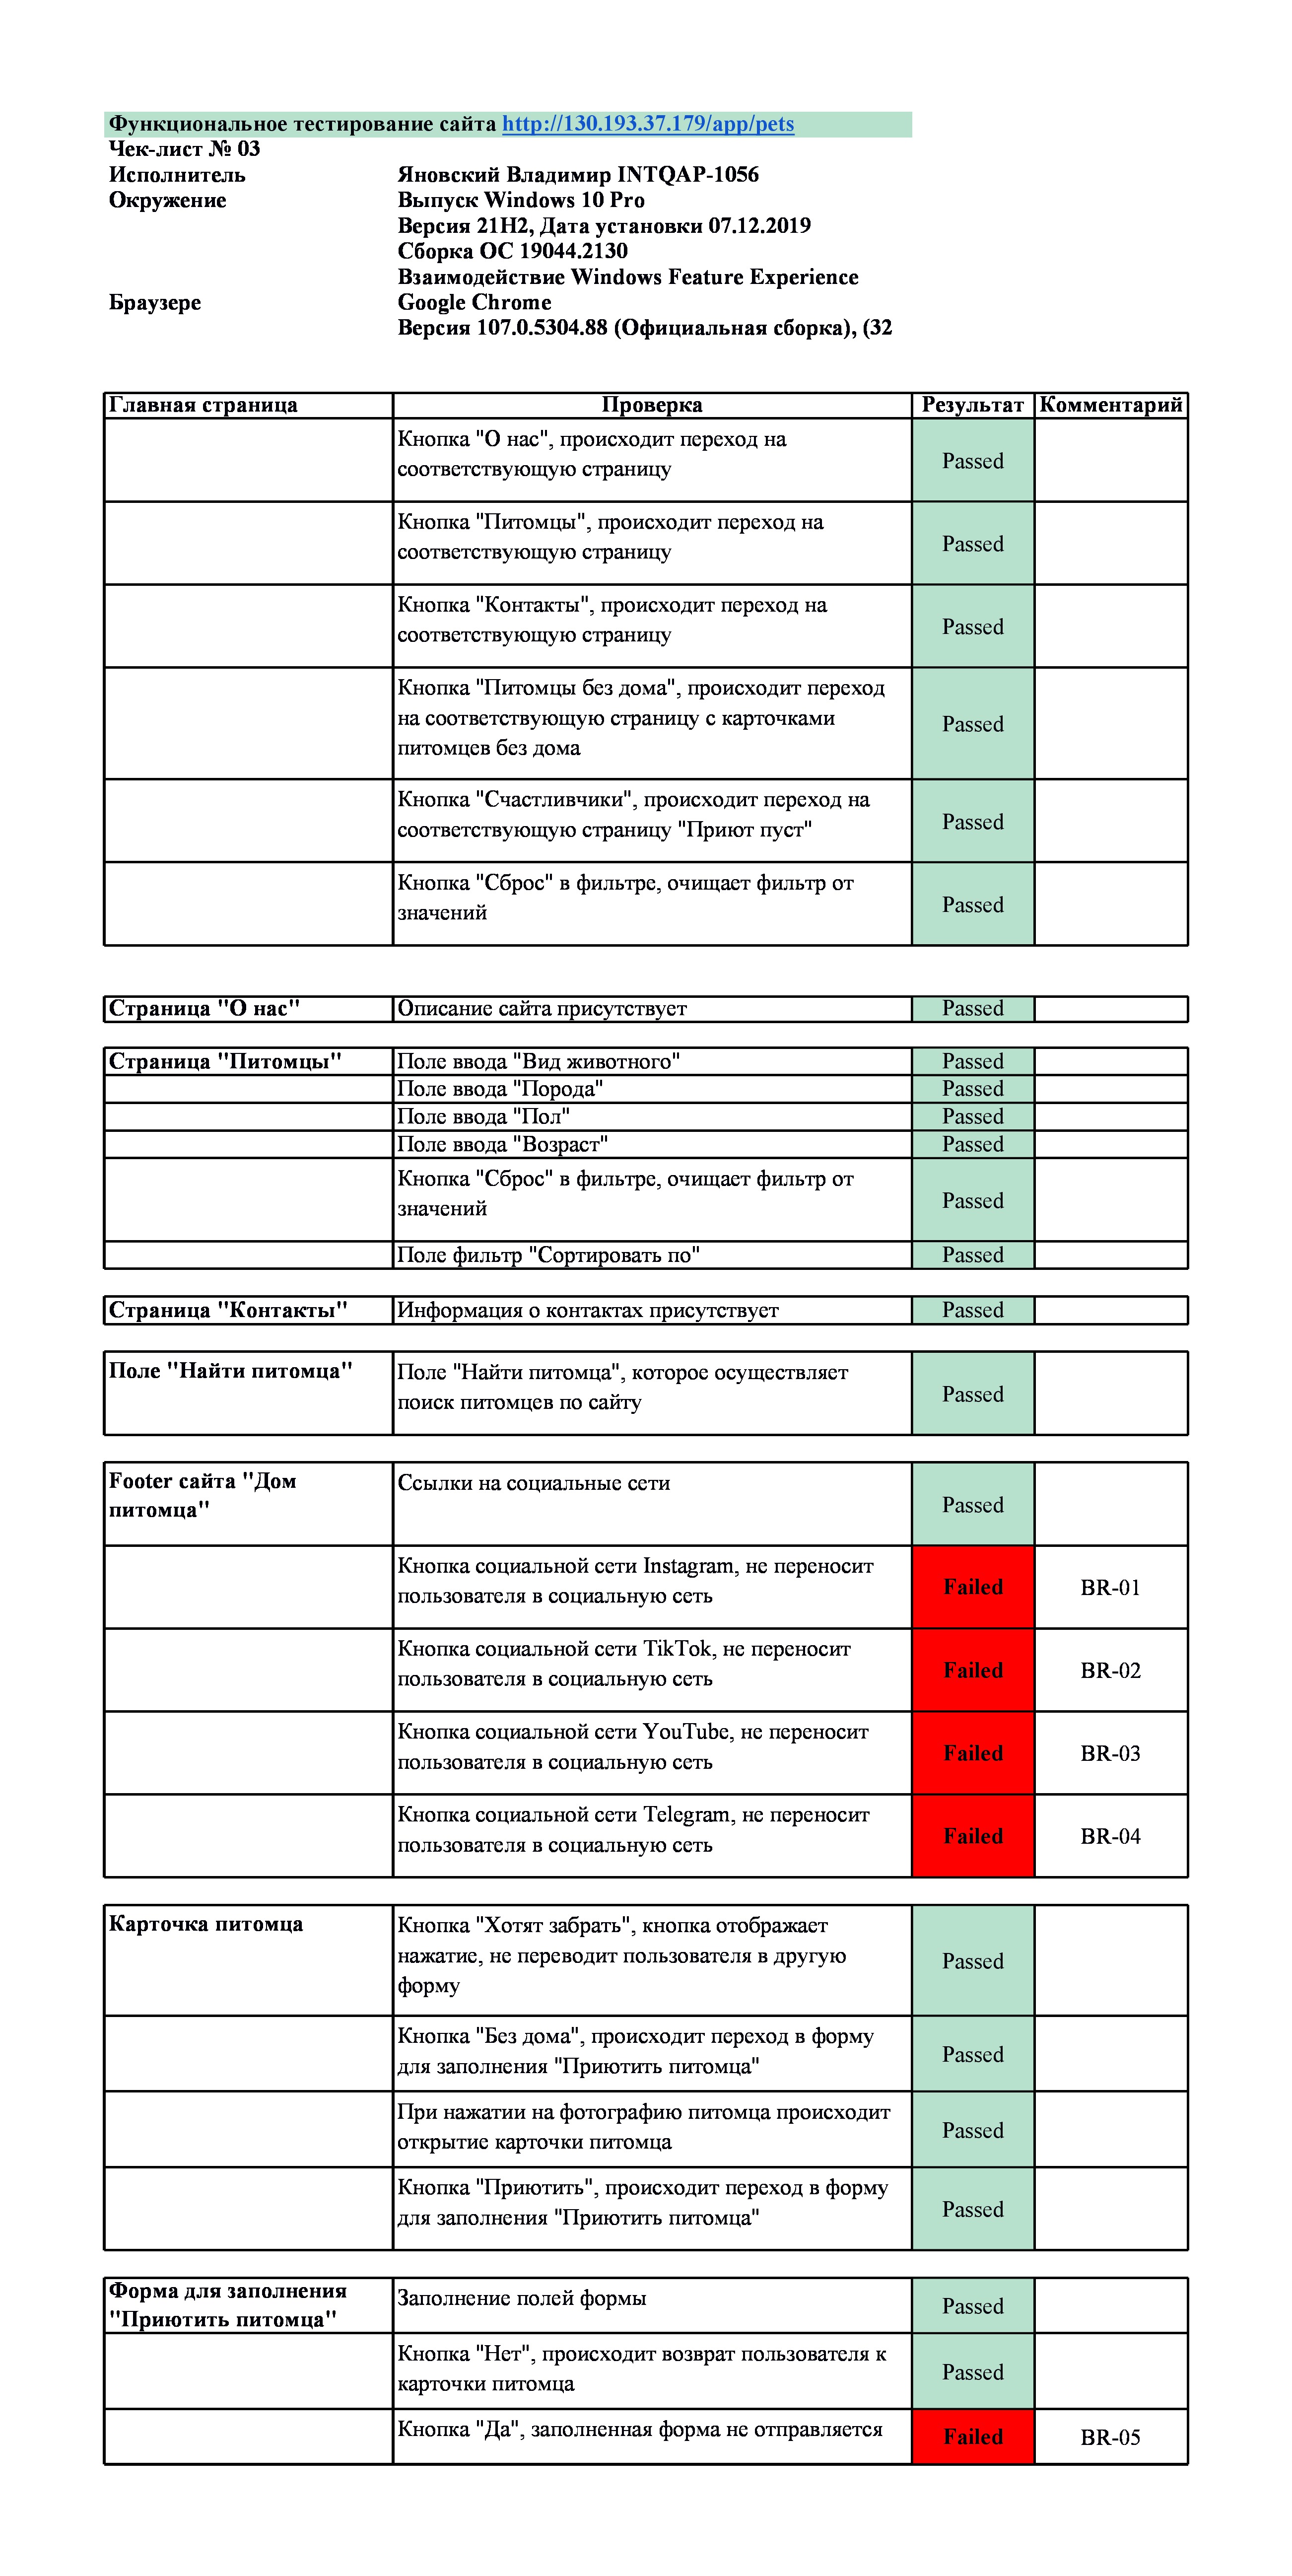 Функциональное тестирование сайта http://130.193.37.179/app/pets
Чек-лист № 03
Исполнитель Яновский Владимир INTQAP-1056
Окружение Выпуск Windows 10 Pro
Версия 21H2, Дата установки 07.12.2019
Сборка ОС 19044.2130
Взаимодействие Windows Feature Experience
Браузере Google Chrome
Версия 107.0.5304.88 (Официальная сборка), (32
Главная страница Проверка Результат Комментарий
Кнопка "О нас", происходит переход на
соответствующую страницу
Passed
Кнопка "Питомцы", происходит переход на
соответствующую страницу
Passed
Кнопка "Контакты", происходит переход на
соответствующую страницу
Passed
Кнопка "Питомцы без дома", происходит переход
на соответствующую страницу с карточками
питомцев без дома
Passed
Кнопка "Счастливчики", происходит переход на
соответствующую страницу "Приют пуст"
Passed
Кнопка "Сброс" в фильтре, очищает фильтр от
значений
Passed
Страница "О нас" Описание сайта присутствует Passed
Страница "Питомцы" Поле ввода "Вид животного" Passed
Поле ввода "Порода" Passed
Поле ввода "Пол" Passed
Поле ввода "Возраст" Passed
Кнопка "Сброс" в фильтре, очищает фильтр от
значений
Passed
Поле фильтр "Сортировать по" Passed
Страница "Контакты" Информация о контактах присутствует Passed
Поле "Найти питомца" Поле "Найти питомца", которое осуществляет
поиск питомцев по сайту
Passed
Footer сайта "Дом
питомца"
Ссылки на социальные сети
Passed
Кнопка социальной сети Instagram, не переносит
пользователя в социальную сеть
Failed BR-01
Кнопка социальной сети TikTok, не переносит
пользователя в социальную сеть
Failed BR-02
Кнопка социальной сети YouTube, не переносит
пользователя в социальную сеть
Failed BR-03
Кнопка социальной сети Telegram, не переносит
пользователя в социальную сеть
Failed BR-04
Карточка питомца Кнопка "Хотят забрать", кнопка отображает
нажатие, не переводит пользователя в другую
форму
Passed
Кнопка "Без дома", происходит переход в форму
для заполнения "Приютить питомца"
Passed
При нажатии на фотографию питомца происходит
открытие карточки питомца
Passed
Кнопка "Приютить", происходит переход в форму
для заполнения "Приютить питомца"
Passed
Форма для заполнения
"Приютить питомца"
Заполнение полей формы
Passed
Кнопка "Нет", происходит возврат пользователя к
карточки питомца
Passed
Кнопка "Да", заполненная форма не отправляется
Failed BR-05